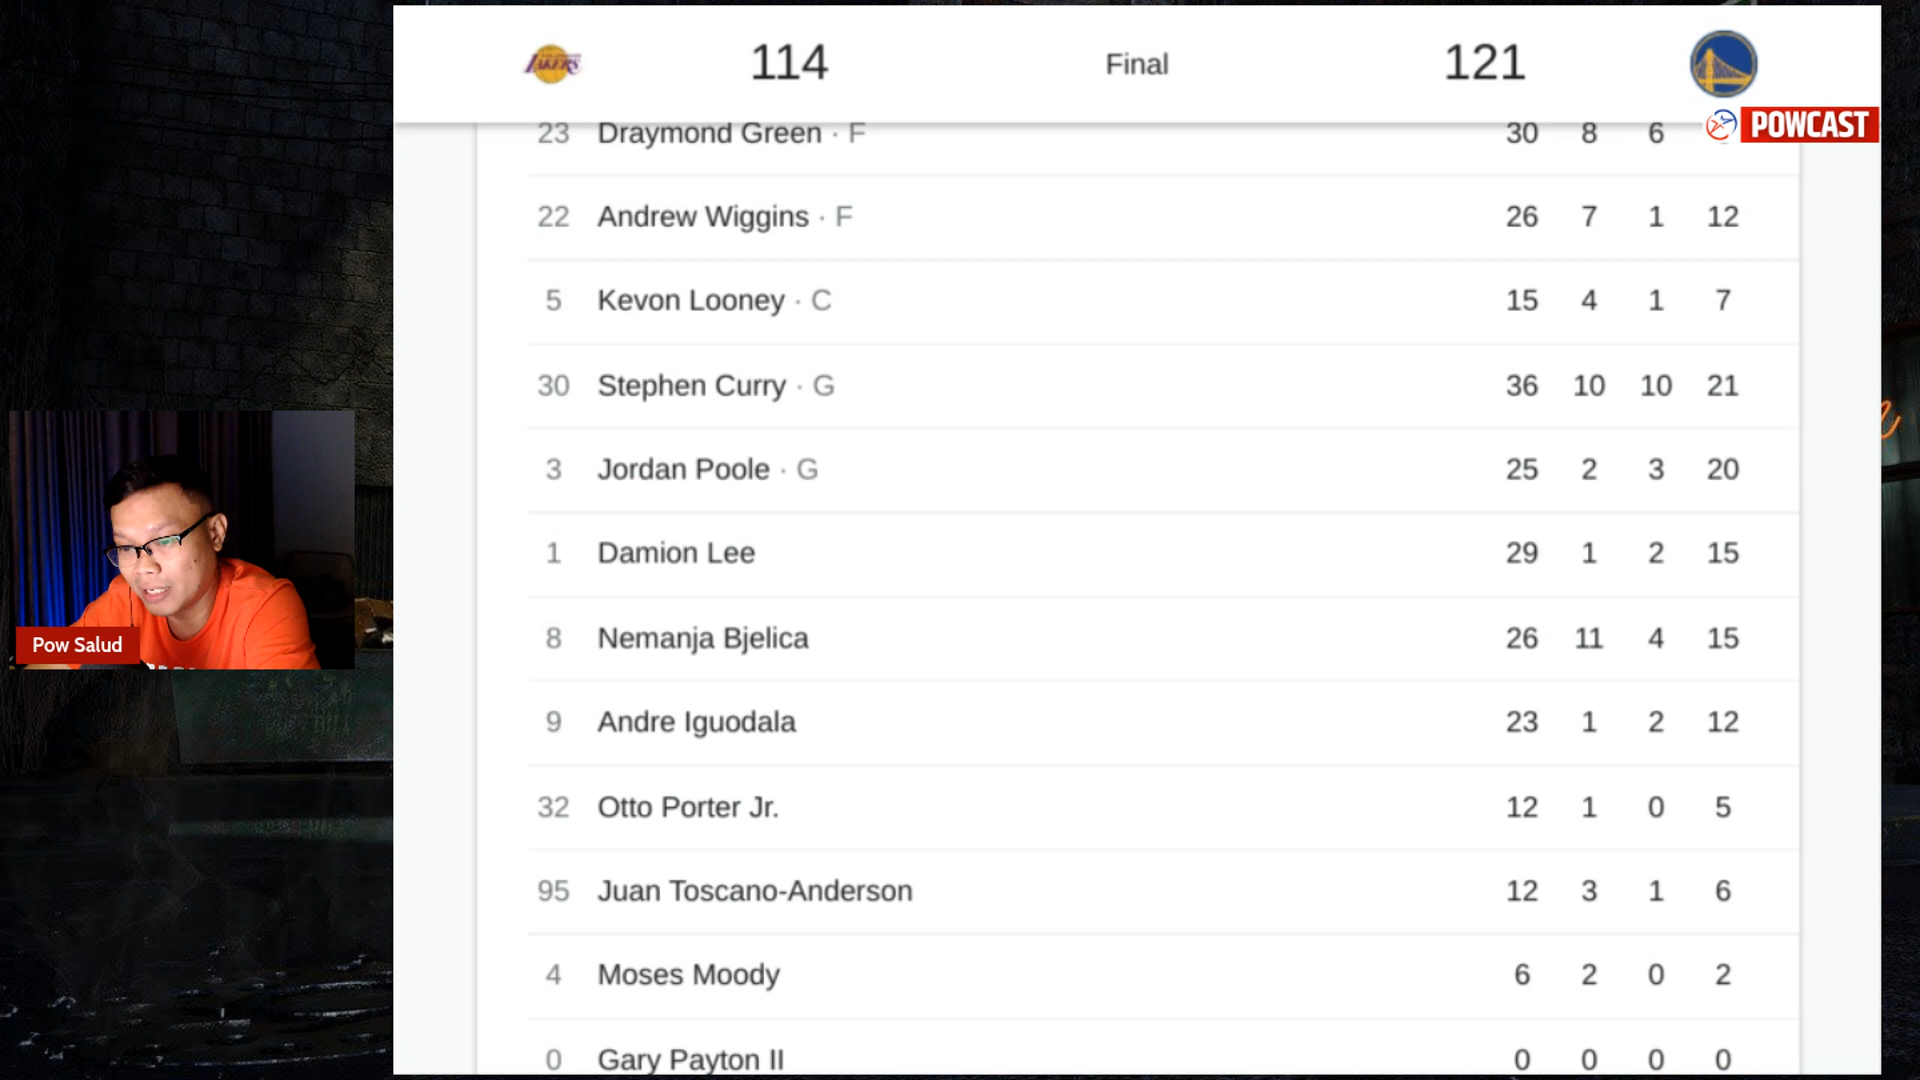 LAKERS 114 Final 121
POWCAST
23 Draymond Green · F 30 8 6
22 Andrew Wiggins · F 26 7 1 12
5 Kevon Looney · C 15 4 1 7
30 Stephen Curry · G 36 10 10 21
3 Jordan Poole · G 25 2 3 20
1 Damion Lee 29 1 2 15
8 Nemanja Bjelica 26 11 4 15
9 Andre Iguodala 23 1 2 12
32 Otto Porter Jr. 12 1 0 5
95 Juan Toscano-Anderson 12 3 1 6
4 Moses Moody 6 2 0 2
0 Gary Payton II 0 0 0 0
Pow Salud